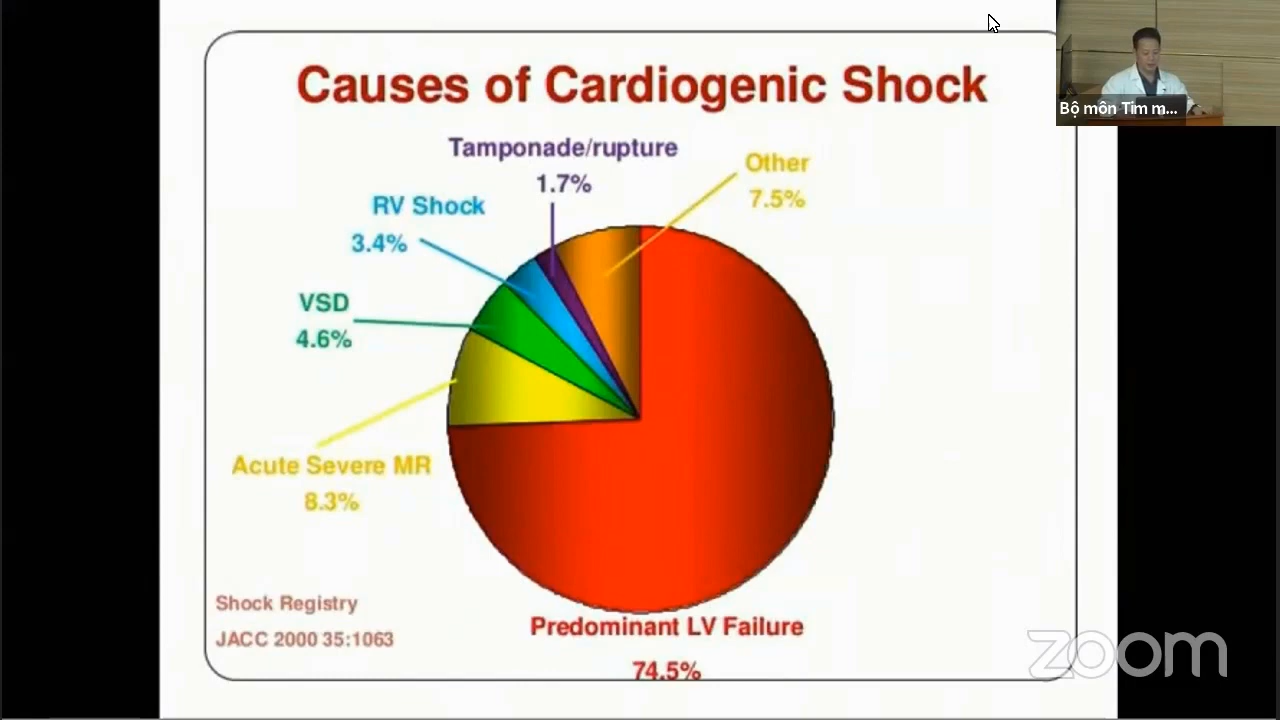 Causes of Cardiogenic Shock
Bộ môn Tim m...
Tamponade/rupture
1.7%
Other
7.5%
RV Shock
3.4%
VSD
4.6%
Acute Severe MR
8.3%
Shock Registry
JACC 2000 35:1063
Predominant LV Failure
74.5%
zoom